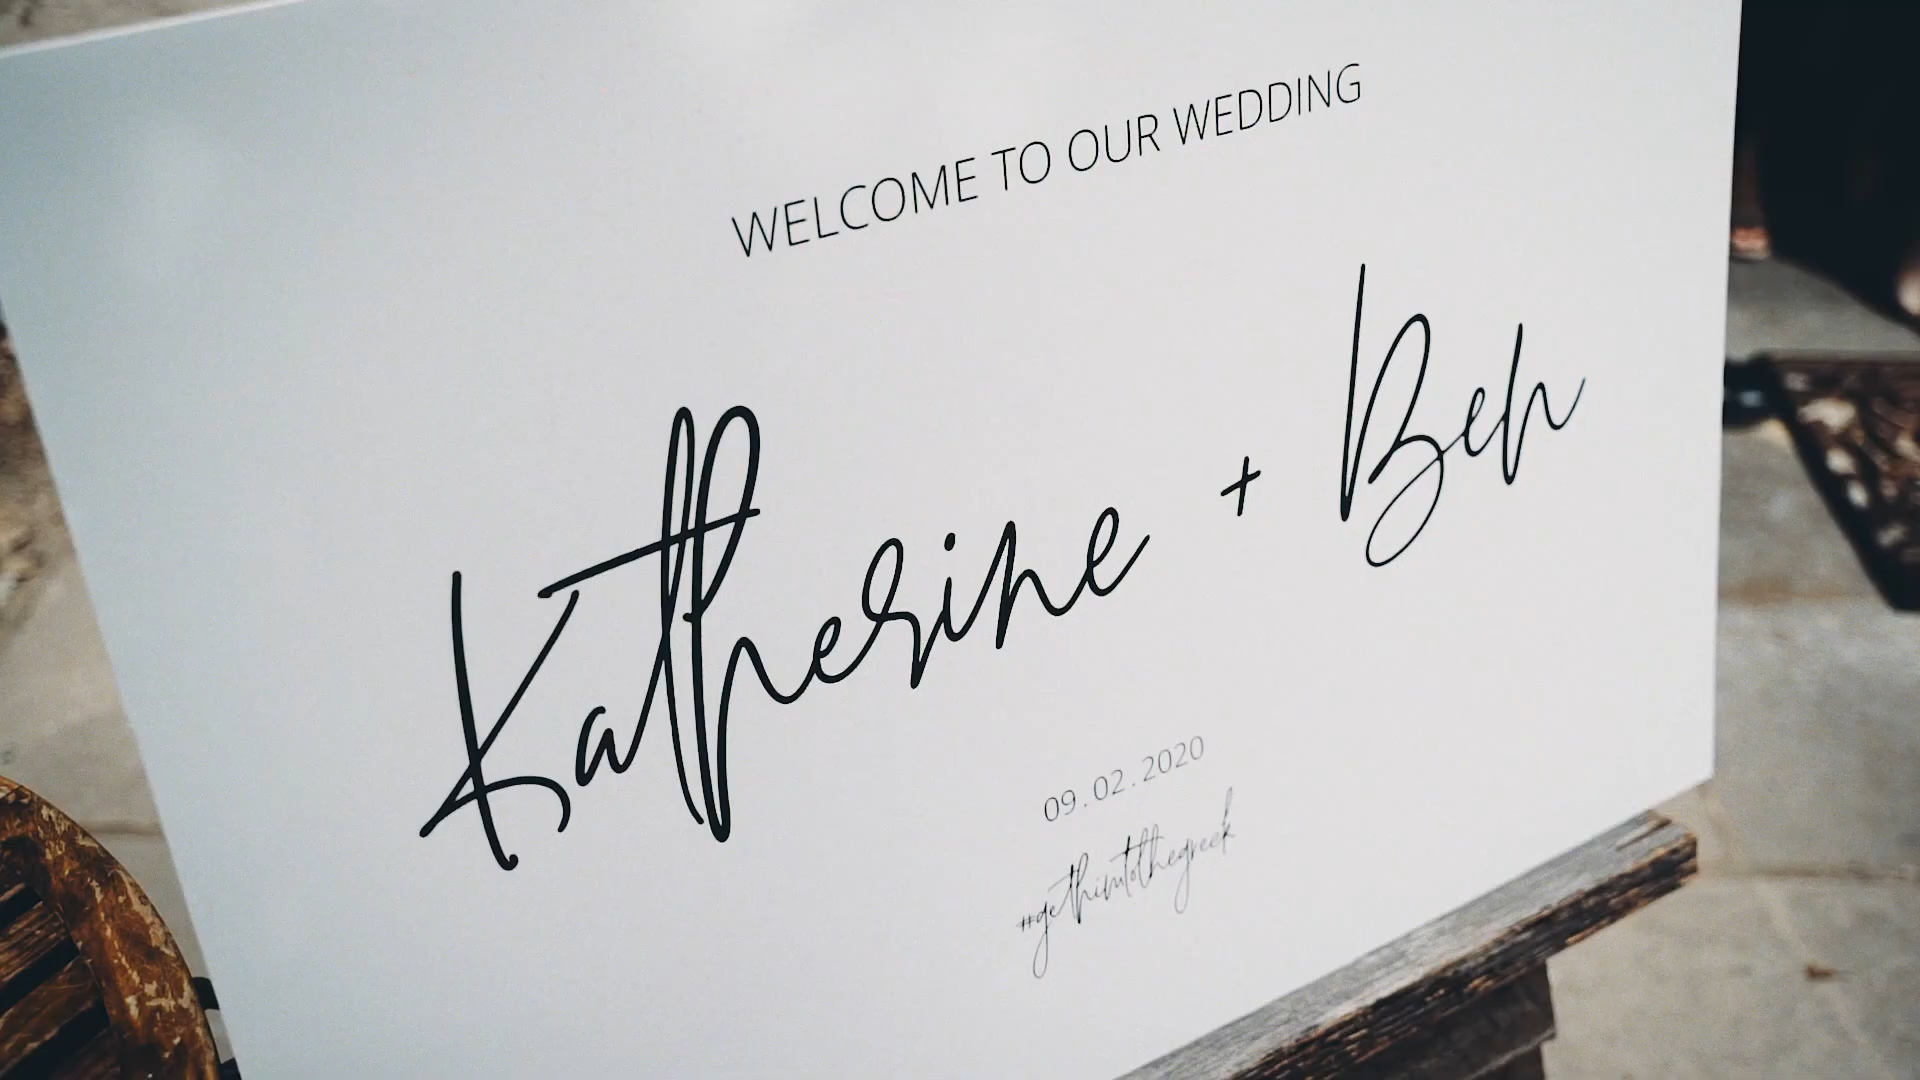 WELCOME TO OUR WEDDING
Katherine + Ben
09.02.2020
#gethimtothegreek